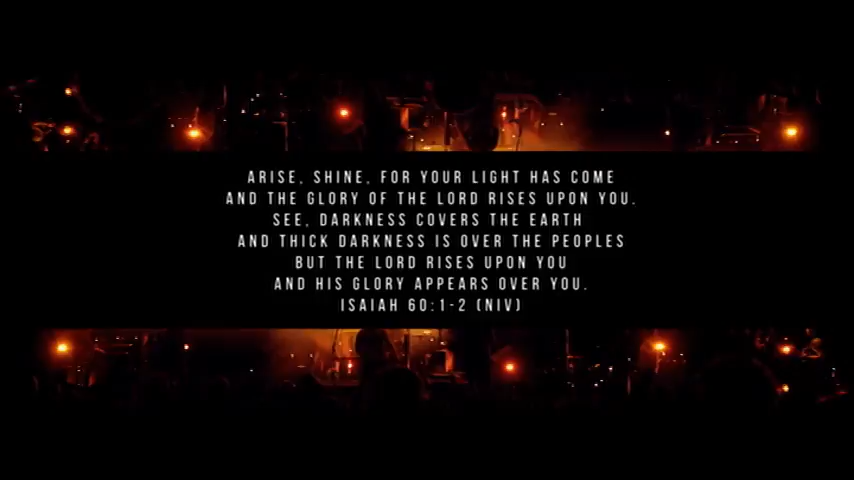 ARISE, SHINE, FOR YOUR LIGHT HAS COME
AND THE GLORY OF THE LORD RISES UPON YOU.
SEE, DARKNESS COVERS THE EARTH
AND THICK DARKNESS IS OVER THE PEOPLES
BUT THE LORD RISES UPON YOU
AND HIS GLORY APPEARS OVER YOU.
ISAIAH 60:1-2 (NIV)